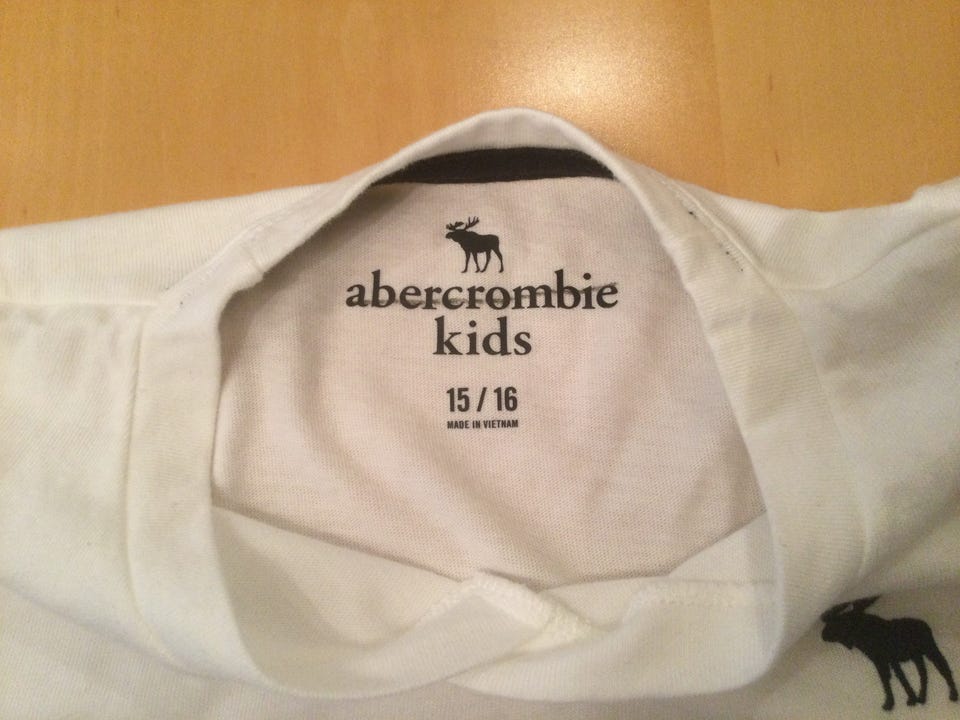 abercrombie
kids
15 / 16
MADE IN VIETNAM